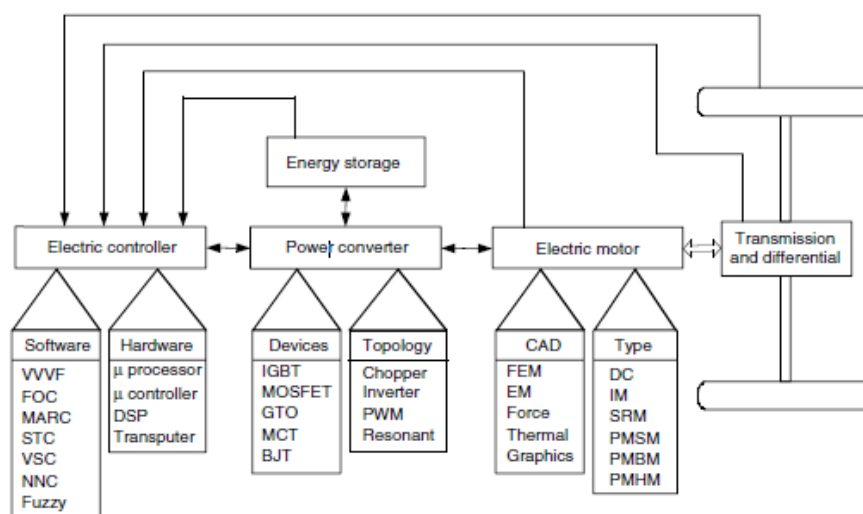 Energy storage
Electric controller
Power converter
Electric motor
Transmission
and differential
Software
VVVF
FOC
MARC
STC
VSC
NNC
Fuzzy
Hardware
μ processor
μ controller
DSP
Transputer
Devices
IGBT
MOSFET
GTO
MCT
BJT
Topology
Chopper
Inverter
PWM
Resonant
CAD
FEM
EM
Force
Thermal
Graphics
Type
DC
IM
SRM
PMSM
PMBM
PMHM